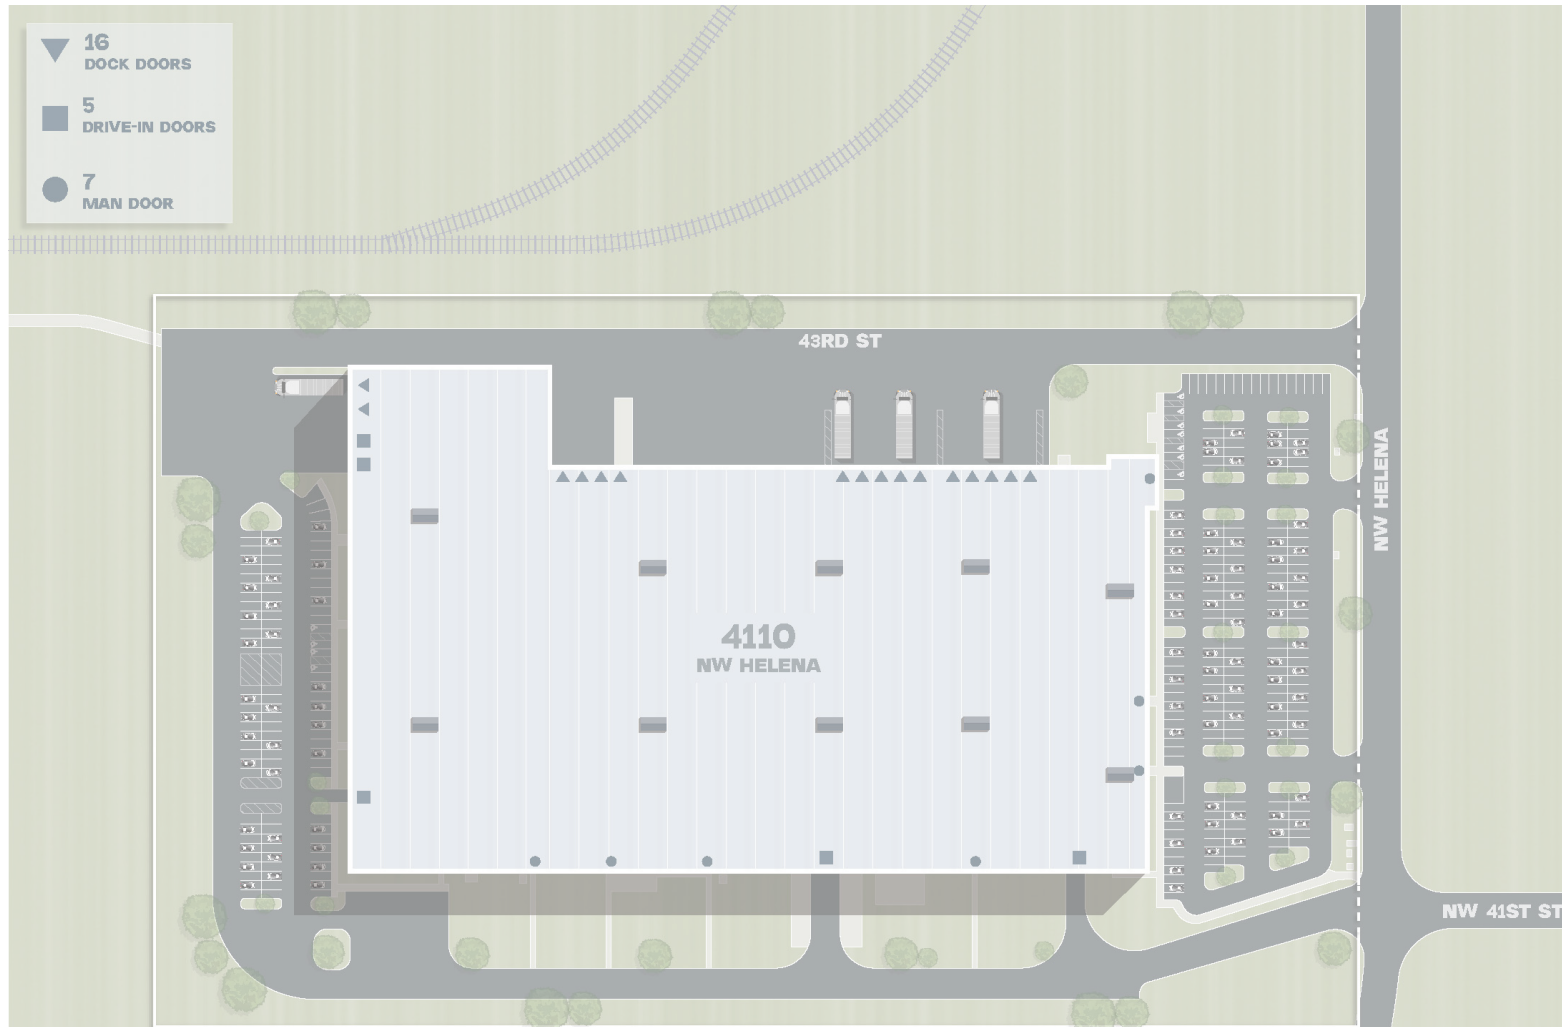 16
DOCK DOORS
5
DRIVE-IN DOORS
7
MAN DOOR
43RD ST
NW HELENA
4110
NW HELENA
NW 41ST ST